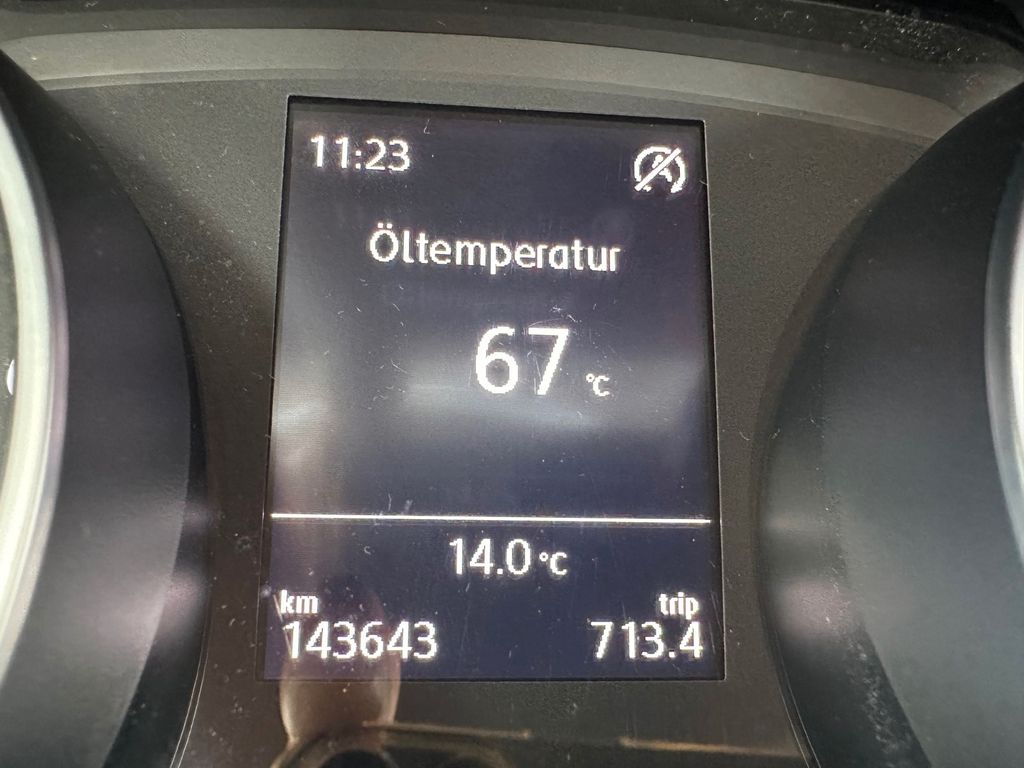 11:23
Öltemperatur
67 °C
14.0 °C
km trip
143643 713.4